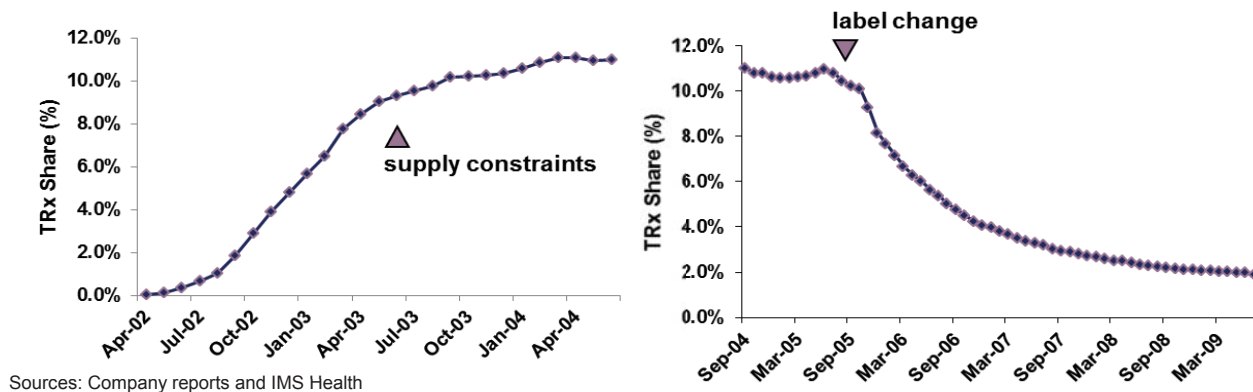 TRx Share (%)
12.0%
10.0%
8.0%
6.0%
4.0%
2.0%
0.0%
supply constraints
Apr-02
Jul-02
Oct-02
Jan-03
Apr-03
Jul-03
Oct-03
Jan-04
Apr-04
label change
TRx Share (%)
12.0%
10.0%
8.0%
6.0%
4.0%
2.0%
0.0%
Sep-04
Mar-05
Sep-05
Mar-06
Sep-06
Mar-07
Sep-07
Mar-08
Sep-08
Mar-09
Sources: Company reports and IMS Health